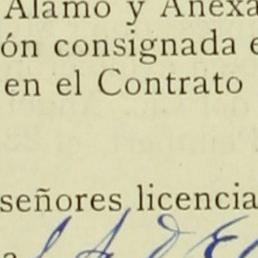 Alamo y Anexa
ón consignada e
en el Contrato
señores licencia